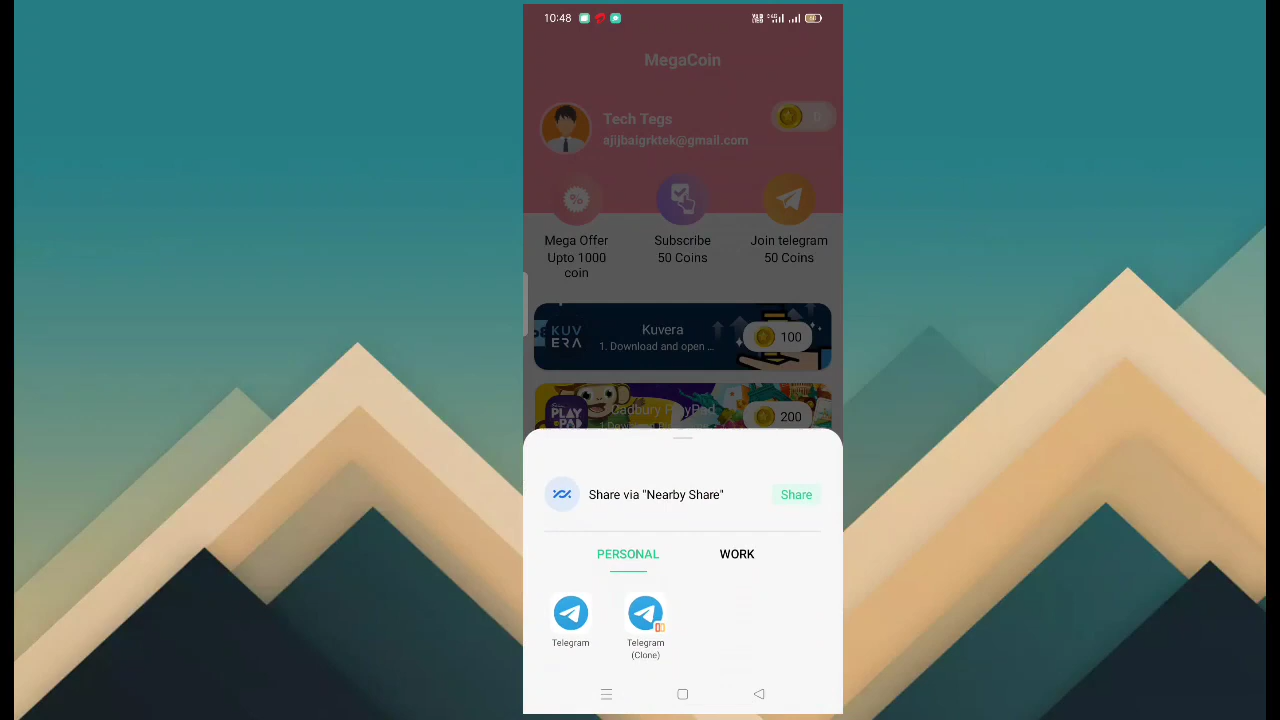 10:48
MegaCoin
Tech Tegs
0
ajijbaigrktek@gmail.com
Mega Offer
Upto 1000
coin
Subscribe
50 Coins
Join telegram
50 Coins
KUV
ERA
Kuvera
1. Download and open ...
100
PLAY
PAD
Cadbury PlayPad
200
Share via "Nearby Share"
Share
PERSONAL
WORK
Telegram
Telegram
(Clone)